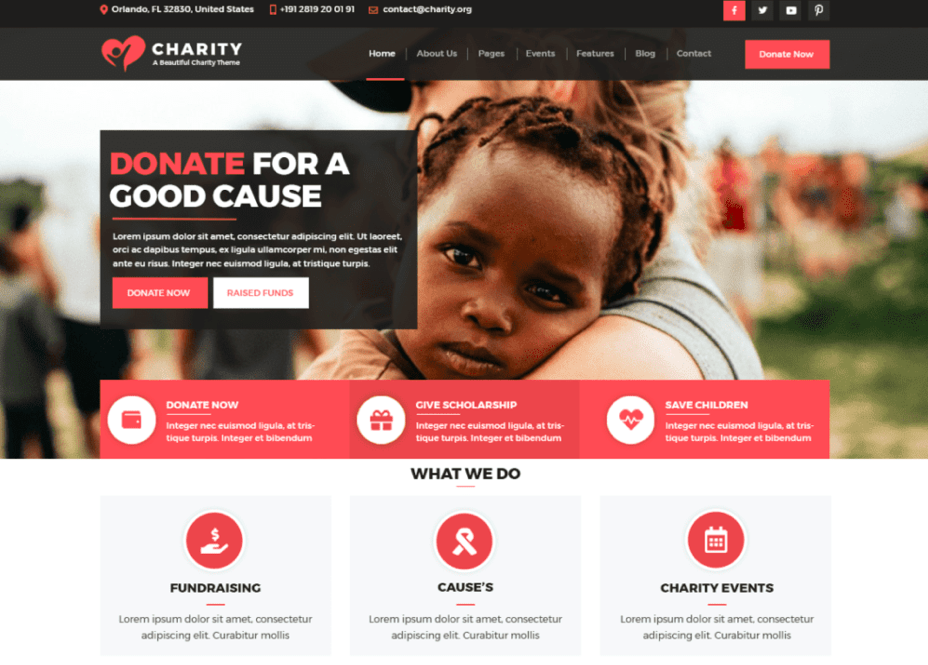 Orlando, FL 32830, United States +191 2819 20 01 91 contact@charity.org
CHARITY
A Beautiful Charity Theme
Home About Us Pages Events Features Blog Contact Donate Now
DONATE FOR A
GOOD CAUSE
Lorem ipsum dolor sit amet, consectetur adipiscing elit. Ut laoreet,
orci ac dapibus tempus, ex ligula ullamcorper mi, non egestas elit
ante eu risus. Integer nec euismod ligula, at tristique turpis.
DONATE NOW RAISED FUNDS
DONATE NOW
Integer nec euismod ligula, at tris-
tique turpis. Integer et bibendum
GIVE SCHOLARSHIP
Integer nec euismod ligula, at tris-
tique turpis. Integer et bibendum
SAVE CHILDREN
Integer nec euismod ligula, at tris-
tique turpis. Integer et bibendum
WHAT WE DO
FUNDRAISING
Lorem ipsum dolor sit amet, consectetur
adipiscing elit. Curabitur mollis
CAUSE'S
Lorem ipsum dolor sit amet, consectetur
adipiscing elit. Curabitur mollis
CHARITY EVENTS
Lorem ipsum dolor sit amet, consectetur
adipiscing elit. Curabitur mollis